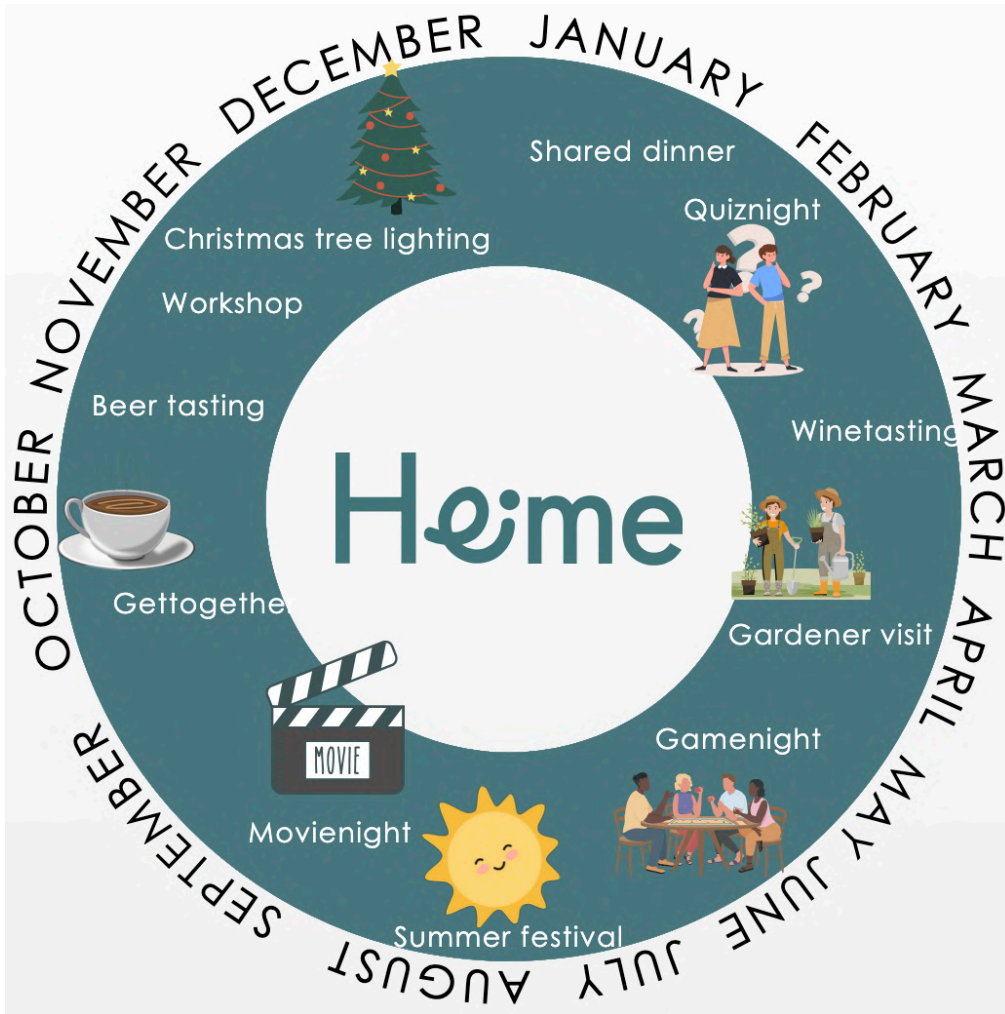 JANUARY
FEBRUARY
MARCH
APRIL
MAY
JUNE
JULY
AUGUST
SEPTEMBER
OCTOBER
NOVEMBER
DECEMBER
Shared dinner
Quiznight
Winetasting
Gardener visit
Gamenight
Summer festival
Movienight
MOVIE
Gettogether
Beer tasting
Workshop
Christmas tree lighting
Heime